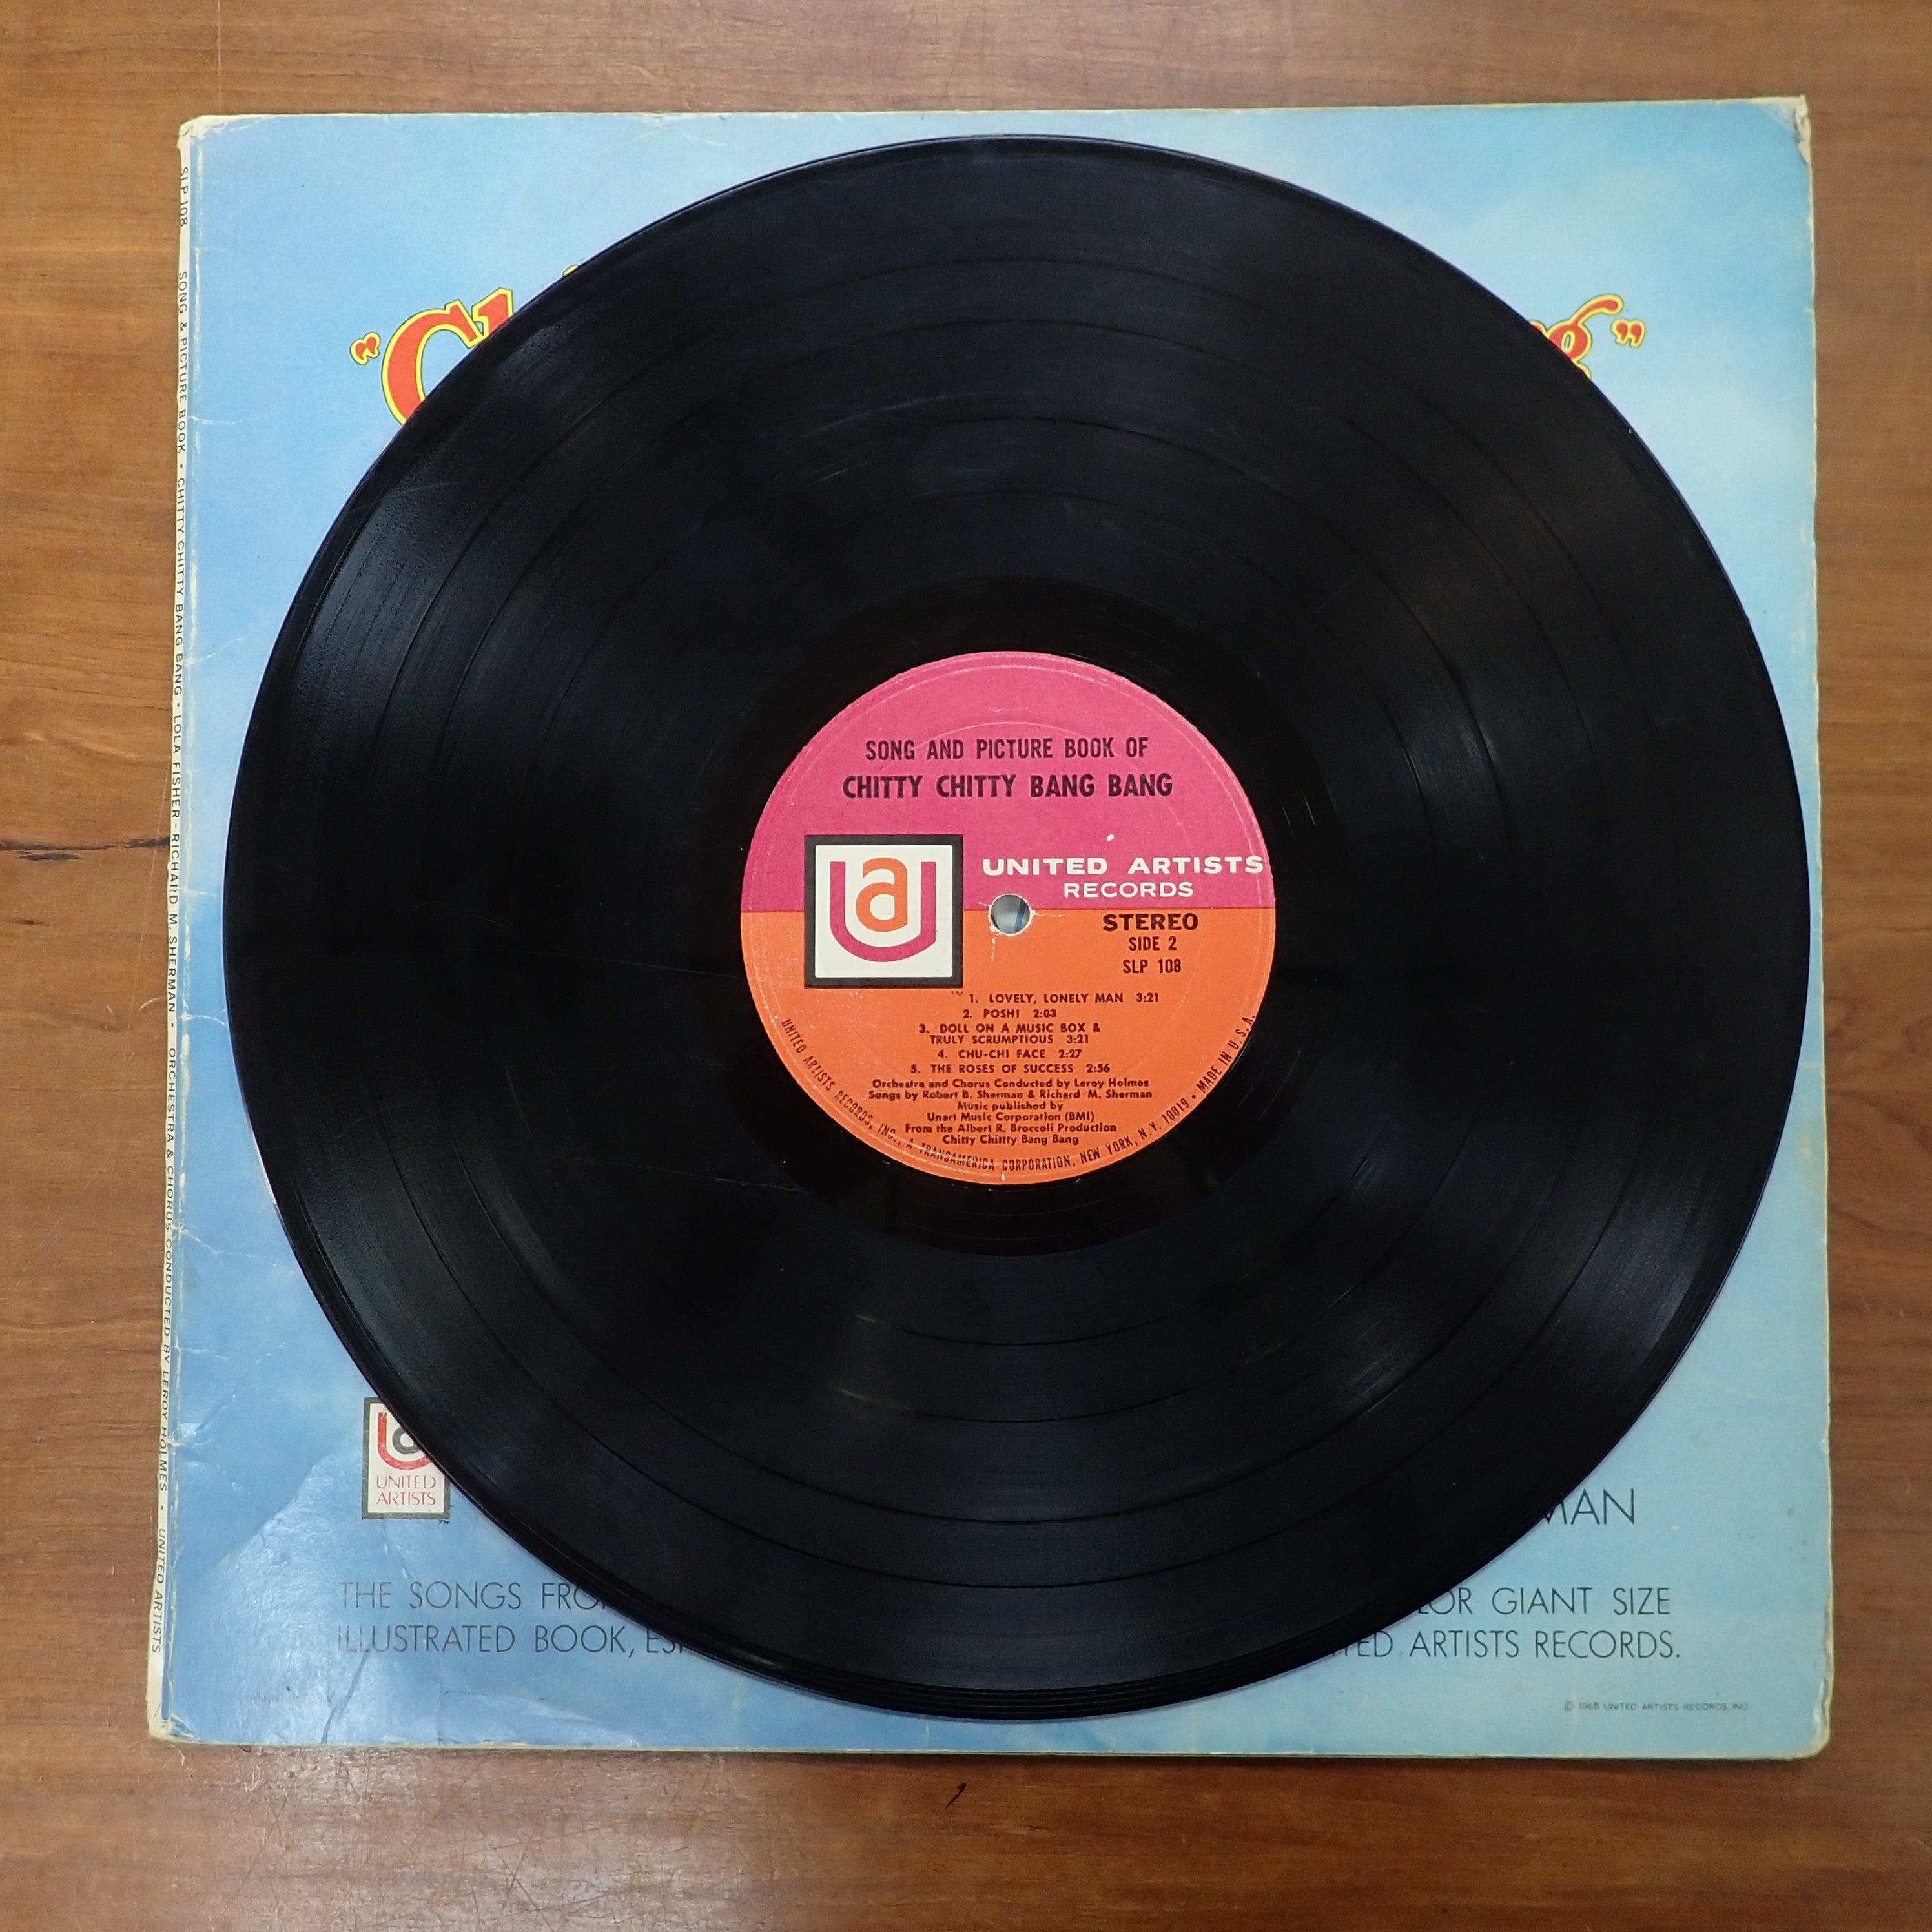 SLP 108 SONG & PICTURE BOOK • CHITTY CHITTY BANG BANG • LOLA FISHER - RICHARD M. SHERMAN - ORCHESTRA & CHORUS CONDUCTED BY LEROY HOLMES - UNITED ARTISTS
SONG AND PICTURE BOOK OF
CHITTY CHITTY BANG BANG
ua
UNITED ARTISTS
RECORDS
STEREO
SIDE 2
SLP 108
™
1. LOVELY, LONELY MAN 3:21
2. POSH! 2:03
3. DOLL ON A MUSIC BOX &
TRULY SCRUMPTIOUS 3:21
4. CHU-CHI FACE 2:27
5. THE ROSES OF SUCCESS 2:56
Orchestra and Chorus Conducted by Leroy Holmes
Songs by Robert B. Sherman & Richard M. Sherman
Music published by
Unart Music Corporation (BMI)
From the Albert R. Broccoli Production
Chitty Chittty Bang Bang
UNITED ARTISTS RECORDS, INC., A TRANSAMERICA CORPORATION, NEW YORK, N.Y. 10019 • MADE IN U.S.A.
UNITED
ARTISTS
MAN
THE SONGS GIANT SIZE
ILLUSTRATED BOOK, ARTISTS RECORDS.
© 1968 UNITED ARTISTS RECORDS, INC.